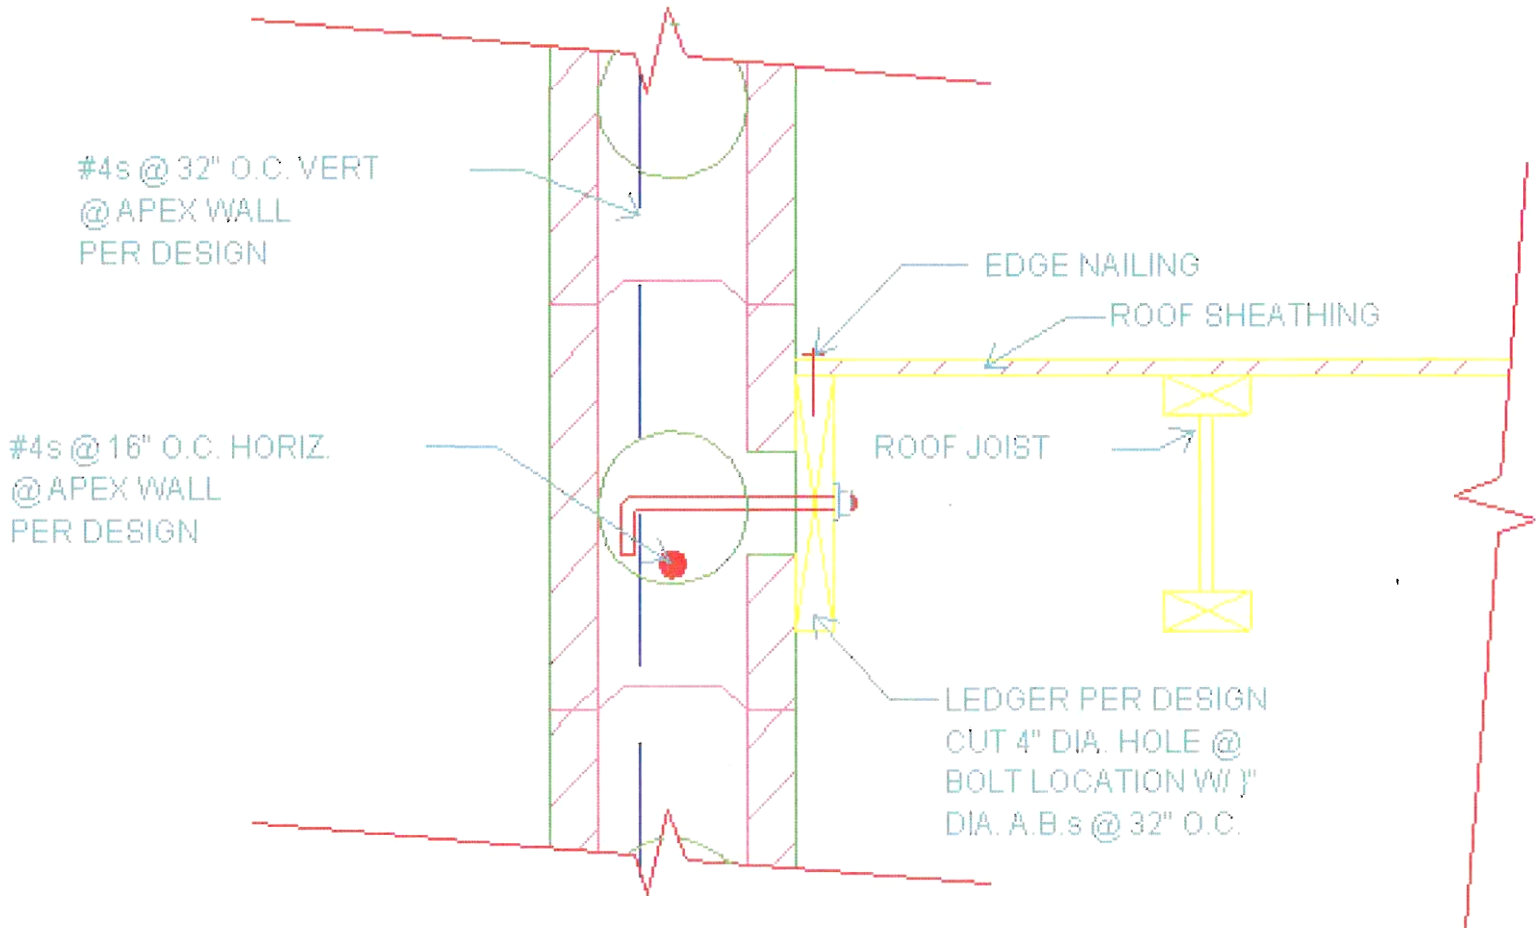 #4s @ 32" O.C. VERT
@ APEX WALL
PER DESIGN
EDGE NAILING
ROOF SHEATHING
#4s @ 16" O.C. HORIZ.
@ APEX WALL
PER DESIGN
ROOF JOIST
LEDGER PER DESIGN
CUT 4" DIA. HOLE @
BOLT LOCATION W/ }"
DIA. A.B.s @ 32" O.C.